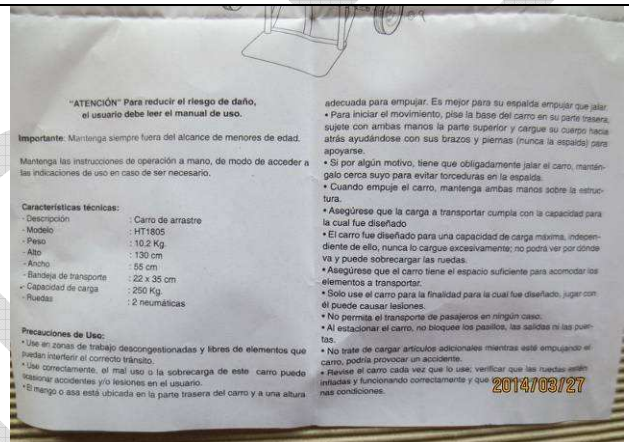 "ATENCIÓN" Para reducir el riesgo de daño,
el usuario debe leer el manual de uso.
Importante: Mantenga siempre fuera del alcance de menores de edad.
Mantenga las instrucciones de operación a mano, de modo de acceder a
las indicaciones de uso en caso de ser necesario.
Características técnicas:
- Descripción : Carro de arrastre
- Modelo : HT1805
- Peso : 10,2 Kg.
- Alto : 130 cm
- Ancho : 55 cm
- Bandeja de transporte : 22 x 35 cm
- Capacidad de carga : 250 Kg.
- Ruedas : 2 neumáticas
Precauciones de Uso:
* Use en zonas de trabajo descongestionadas y libres de elementos que
puedan interferir el correcto tránsito.
* Use correctamente, el mal uso o la sobrecarga de este carro puede
ocasionar accidentes y/o lesiones en el usuario.
* El mango o asa está ubicada en la parte trasera del carro y a una altura
adecuada para empujar. Es mejor para su espalda empujar que jalar.
• Para iniciar el movimiento, pise la base del carro en su parte trasera,
sujete con ambas manos la parte superior y cargue su cuerpo hacia
atrás ayudándose con sus brazos y piernas (nunca la espalda) para
apoyarse.
• Si por algún motivo, tiene que obligadamente jalar el carro, mantén-
galo cerca suyo para evitar torceduras en la espalda.
• Cuando empuje el carro, mantenga ambas manos sobre la estruc-
tura.
• Asegúrese que la carga a transportar cumpla con la capacidad para
la cual fue diseñado
• El carro fue diseñado para una capacidad de carga máxima, indepen-
diente de ello, nunca lo cargue excesivamente; no podrá ver por dónde
va y puede sobrecargar las ruedas.
• Asegúrese que el carro tiene el espacio suficiente para acomodar los
elementos a transportar.
• Solo use el carro para la finalidad para la cual fue diseñado, jugar con
él puede causar lesiones.
• No permita el transporte de pasajeros en ningún caso.
• Al estacionar el carro, no bloquee los pasillos, las salidas ni las puer-
tas.
• No trate de cargar artículos adicionales mientras esté empujando el
carro, podría provocar un accidente.
• Revise el carro cada vez que lo use; verificar que las ruedas estén
infladas y funcionando correctamente y que
nas condiciones.
2014/03/27